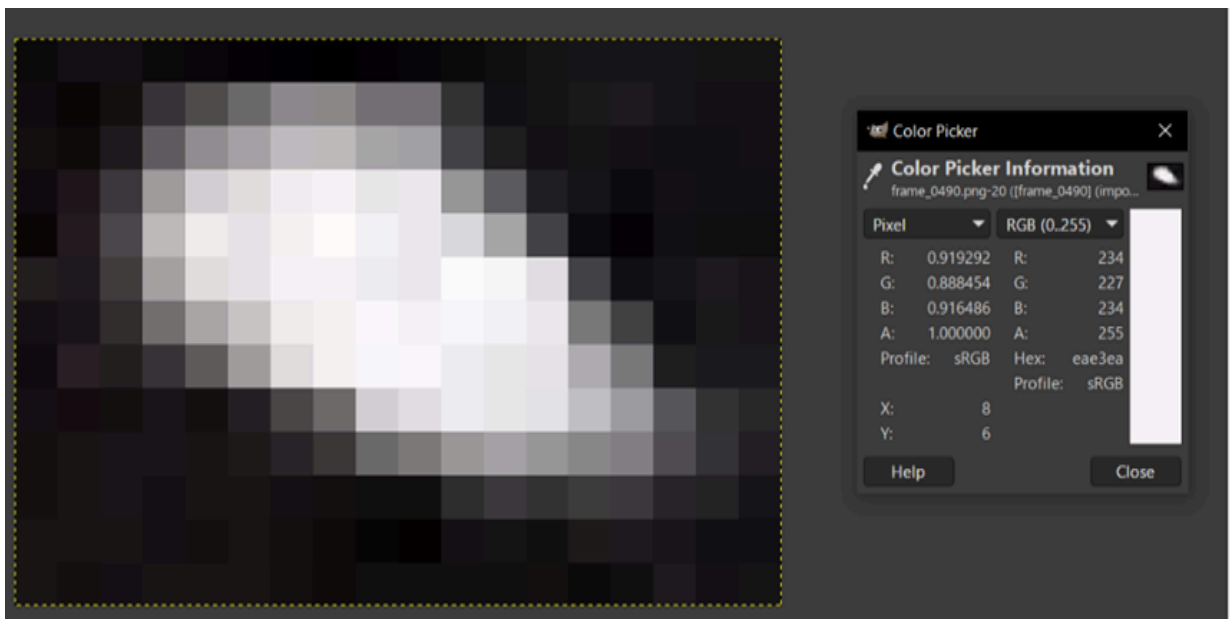 Color Picker
Color Picker Information
frame_0490.png-20 ([frame_0490] (impo...
Pixel RGB (0..255)
R: 0.919292 R: 234
G: 0.888454 G: 227
B: 0.916486 B: 234
A: 1.000000 A: 255
Profile: sRGB Hex: eae3ea
Profile: sRGB
X: 8
Y: 6
Help Close